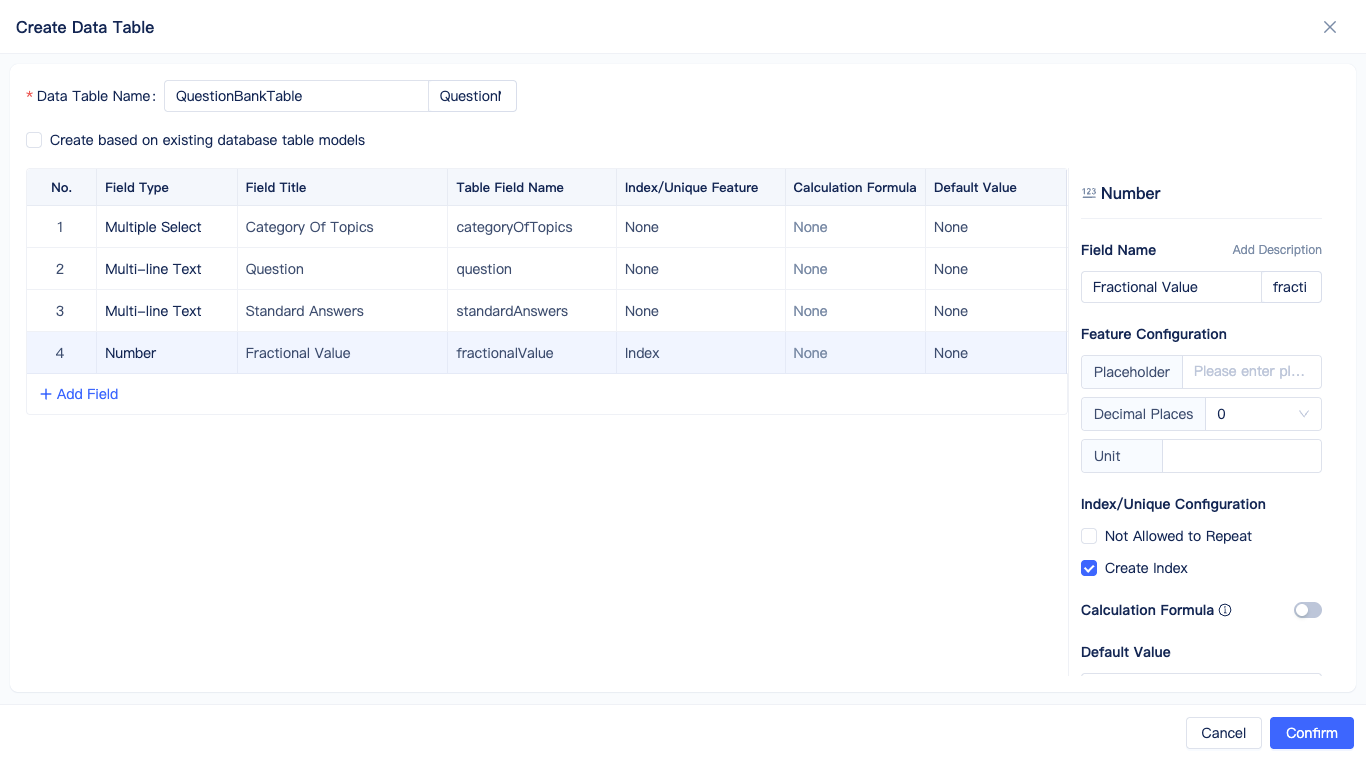 Create Data Table
* Data Table Name: QuestionBankTable Question
Create based on existing database table models
No. Field Type Field Title Table Field Name Index/Unique Feature Calculation Formula Default Value
1 Multiple Select Category Of Topics categoryOfTopics None None None
2 Multi-line Text Question question None None None
3 Multi-line Text Standard Answers standardAnswers None None None
4 Number Fractional Value fractionalValue Index None None
+ Add Field
123 Number
Field Name Add Description
Fractional Value fracti
Feature Configuration
Placeholder Please enter pl...
Decimal Places 0
Unit
Index/Unique Configuration
Not Allowed to Repeat
Create Index
Calculation Formula
Default Value
Cancel Confirm